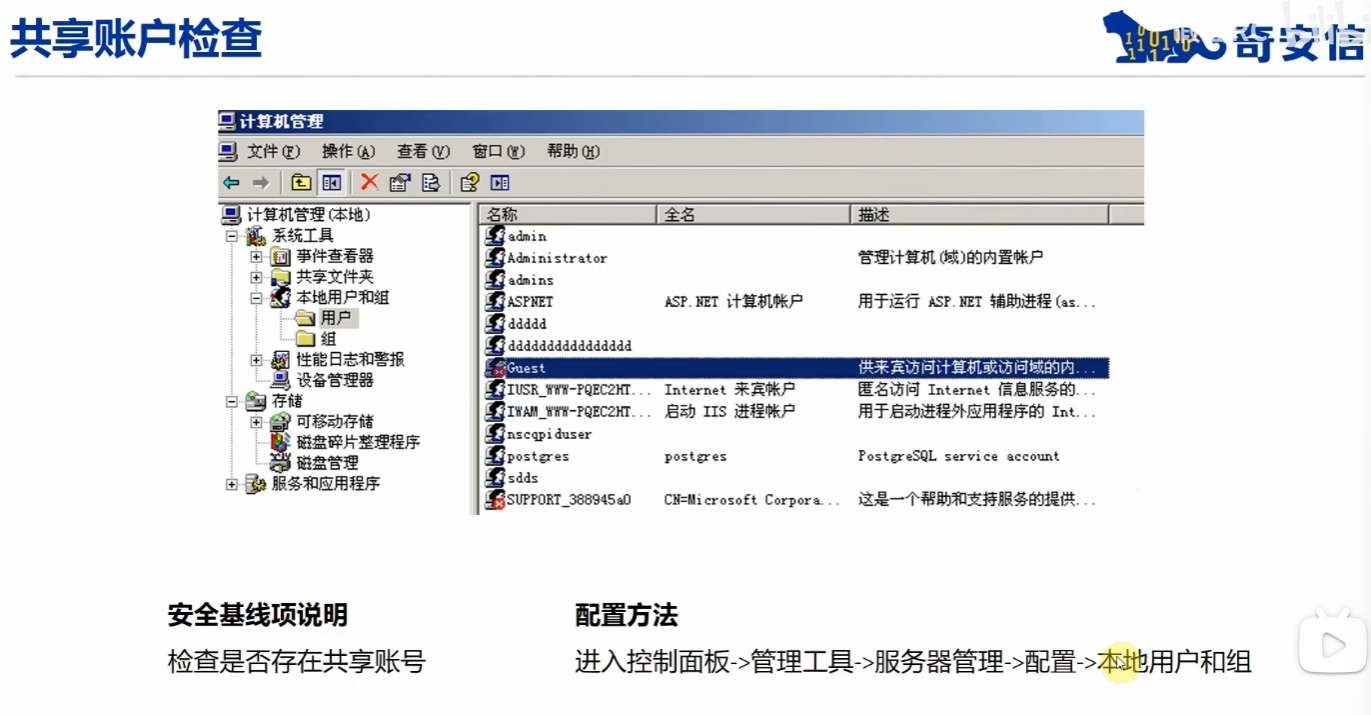 共享账户检查
奇安信
计算机管理
文件(F) 操作(A) 查看(V) 窗口(W) 帮助(H)
计算机管理(本地)
系统工具
事件查看器
共享文件夹
本地用户和组
用户
组
性能日志和警报
设备管理器
存储
可移动存储
磁盘碎片整理程序
磁盘管理
服务和应用程序
名称 全名 描述
admin
Administrator 管理计算机(域)的内置帐户
admins
ASPNET ASP.NET 计算机帐户 用于运行 ASP.NET 辅助进程(as...
ddddd
dddddddddddddddd
Guest 供来宾访问计算机或访问域的内...
IUSR_WWW-PQEC2HT... Internet 来宾帐户 匿名访问 Internet 信息服务的...
IWAM_WWW-PQEC2HT... 启动 IIS 进程帐户 用于启动进程外应用程序的 Int...
nscqpiduser
postgres postgres PostgreSQL service account
sdds
SUPPORT_388945a0 CN=Microsoft Corpora... 这是一个帮助和支持服务的提供...
安全基线项说明
检查是否存在共享账号
配置方法
进入控制面板->管理工具->服务器管理->配置->本地用户和组